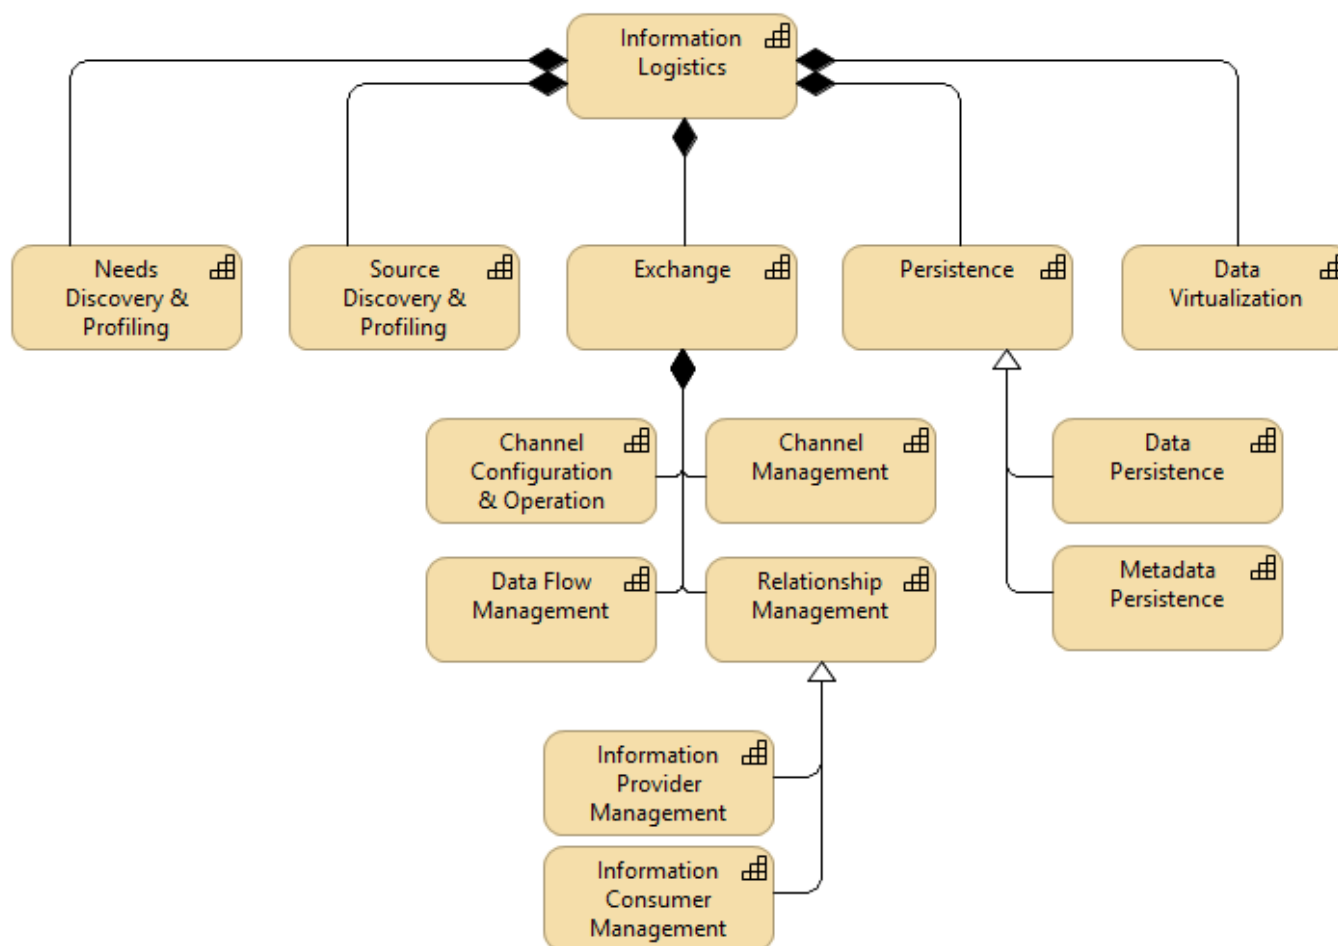 Information
Logistics
Needs
Discovery &
Profiling
Source
Discovery &
Profiling
Exchange
Persistence
Data
Virtualization
Channel
Configuration
& Operation
Channel
Management
Data
Persistence
Data Flow
Management
Relationship
Management
Metadata
Persistence
Information
Provider
Management
Information
Consumer
Management